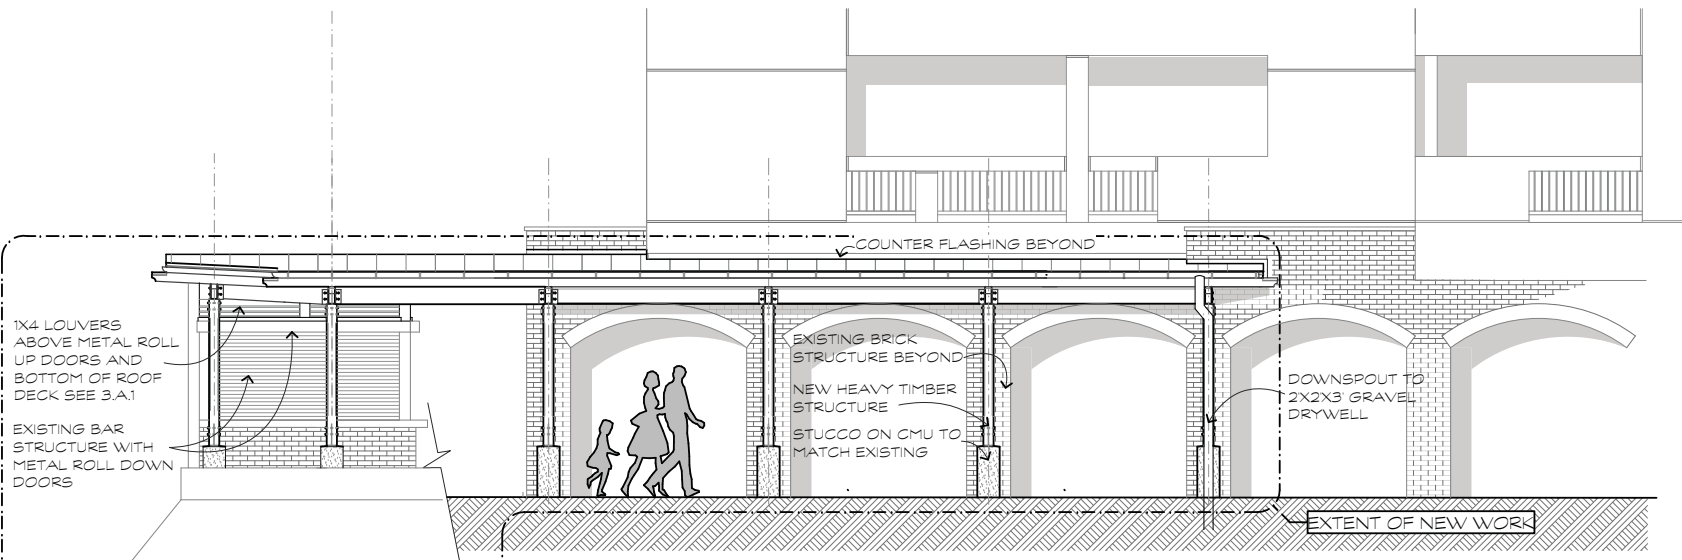 COUNTER FLASHING BEYOND
1X4 LOUVERS
ABOVE METAL ROLL
UP DOORS AND
BOTTOM OF ROOF
DECK SEE 3.A.1
EXISTING BAR
STRUCTURE WITH
METAL ROLL DOWN
DOORS
EXISTING BRICK
STRUCTURE BEYOND
NEW HEAVY TIMBER
STRUCTURE
STUCCO ON CMU TO
MATCH EXISTING
DOWNSPOUT TO
2X2X3' GRAVEL
DRYWELL
EXTENT OF NEW WORK